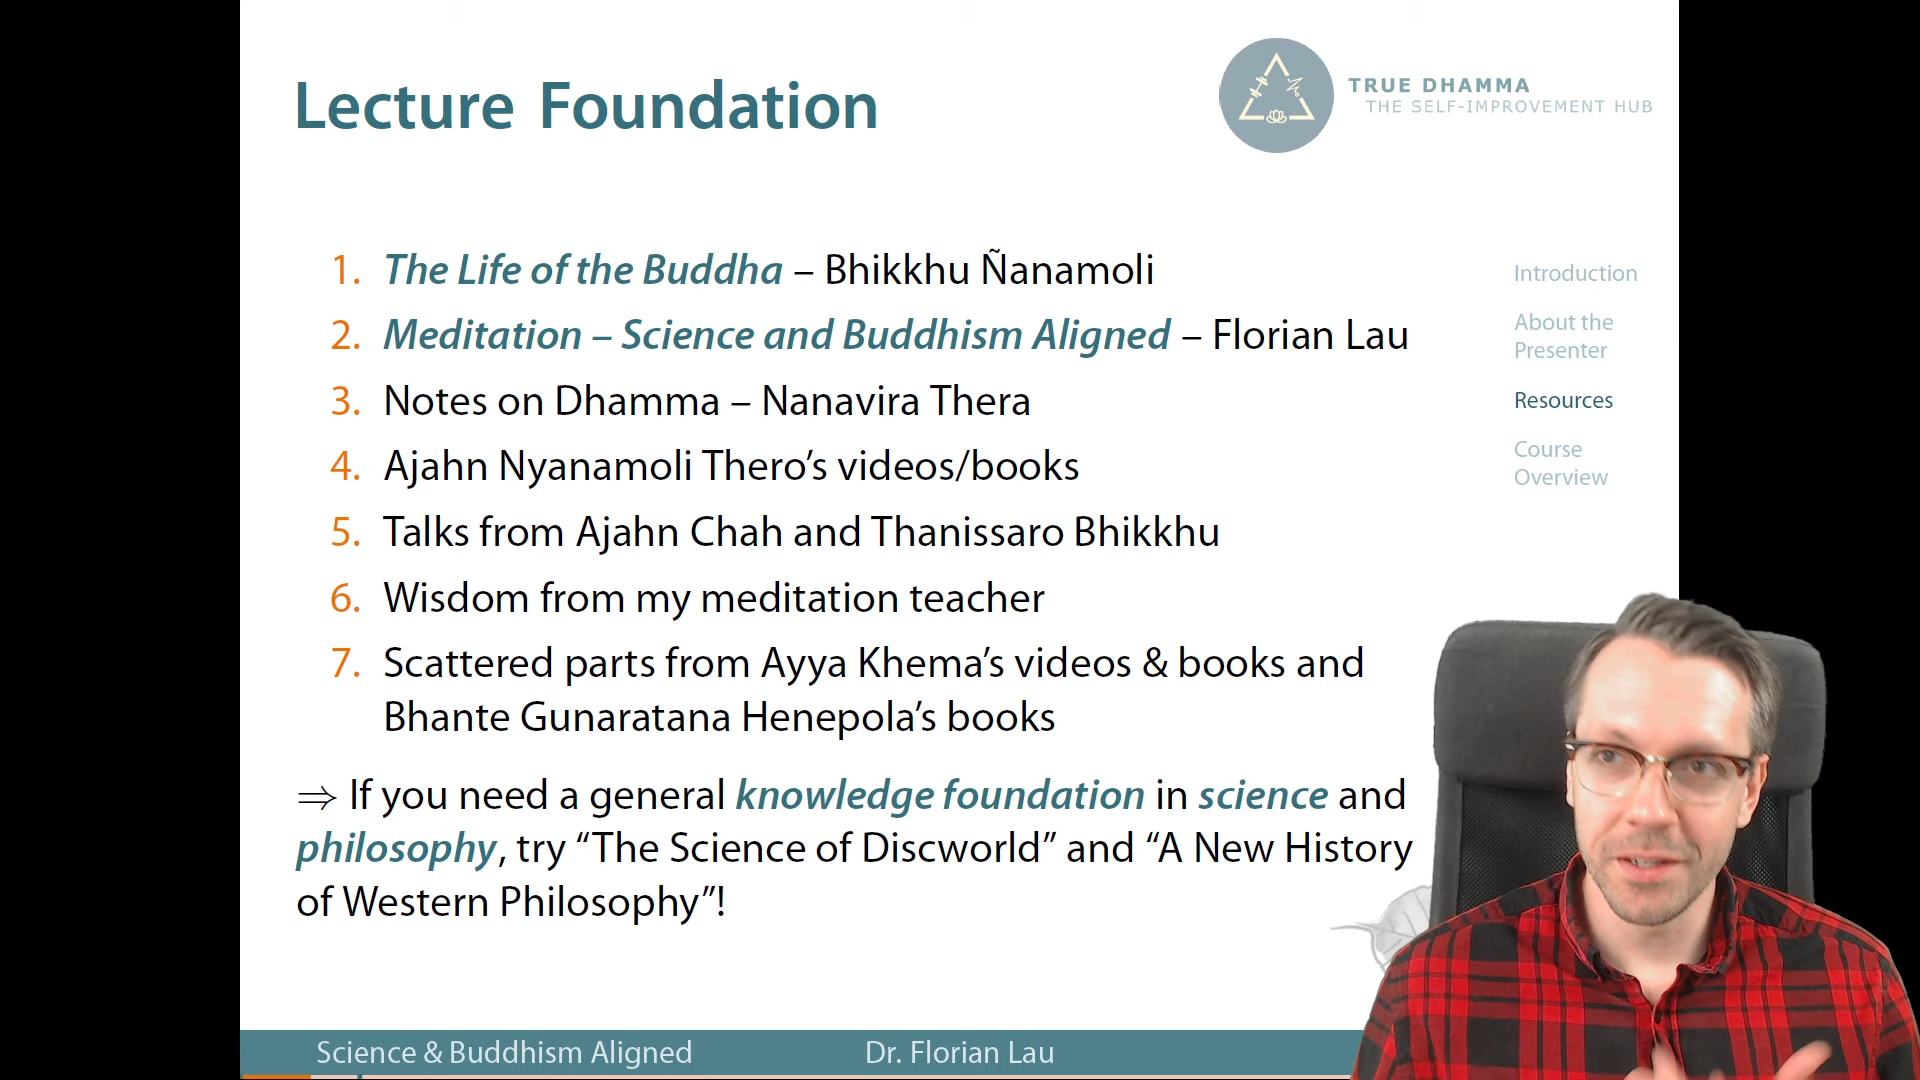 Lecture Foundation
TRUE DHAMMA
THE SELF-IMPROVEMENT HUB
1. The Life of the Buddha – Bhikkhu Ñanamoli
2. Meditation – Science and Buddhism Aligned – Florian Lau
3. Notes on Dhamma – Nanavira Thera
4. Ajahn Nyanamoli Thero’s videos/books
5. Talks from Ajahn Chah and Thanissaro Bhikkhu
6. Wisdom from my meditation teacher
7. Scattered parts from Ayya Khema’s videos & books and
Bhante Gunaratana Henepola’s books
⇒ If you need a general knowledge foundation in science and
philosophy, try “The Science of Discworld” and “A New History
of Western Philosophy”!
Introduction
About the
Presenter
Resources
Course
Overview
Science & Buddhism Aligned
Dr. Florian Lau